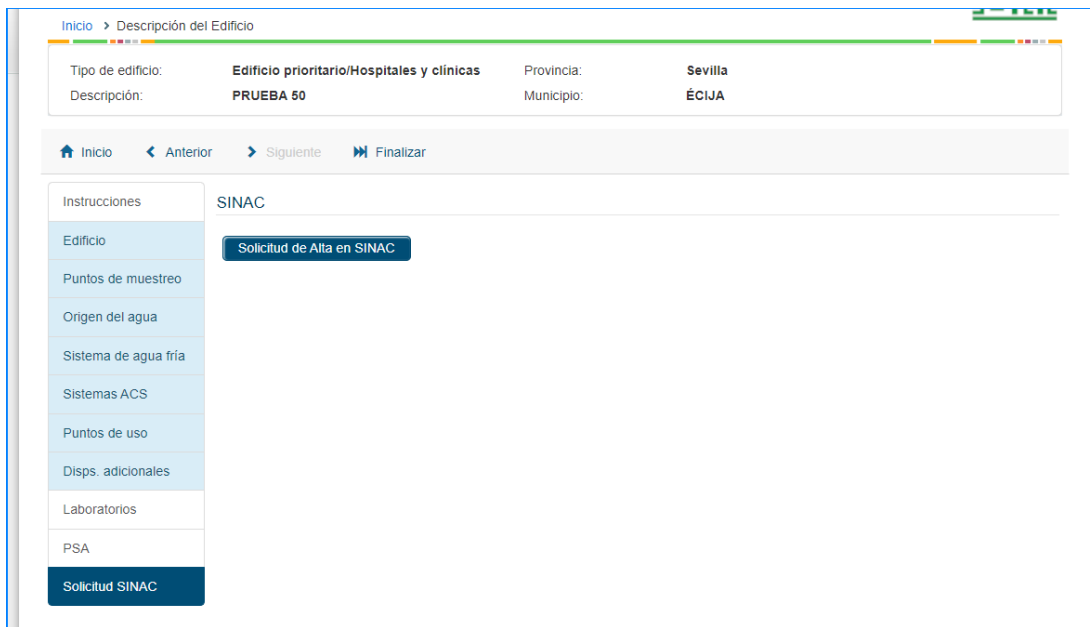 Inicio > Descripción del Edificio
Tipo de edificio: Edificio prioritario/Hospitales y clínicas Provincia: Sevilla
Descripción: PRUEBA 50 Municipio: ÉCIJA
Inicio Anterior Siguiente Finalizar
Instrucciones
SINAC
Edificio
Solicitud de Alta en SINAC
Puntos de muestreo
Origen del agua
Sistema de agua fría
Sistemas ACS
Puntos de uso
Disps. adicionales
Laboratorios
PSA
Solicitud SINAC